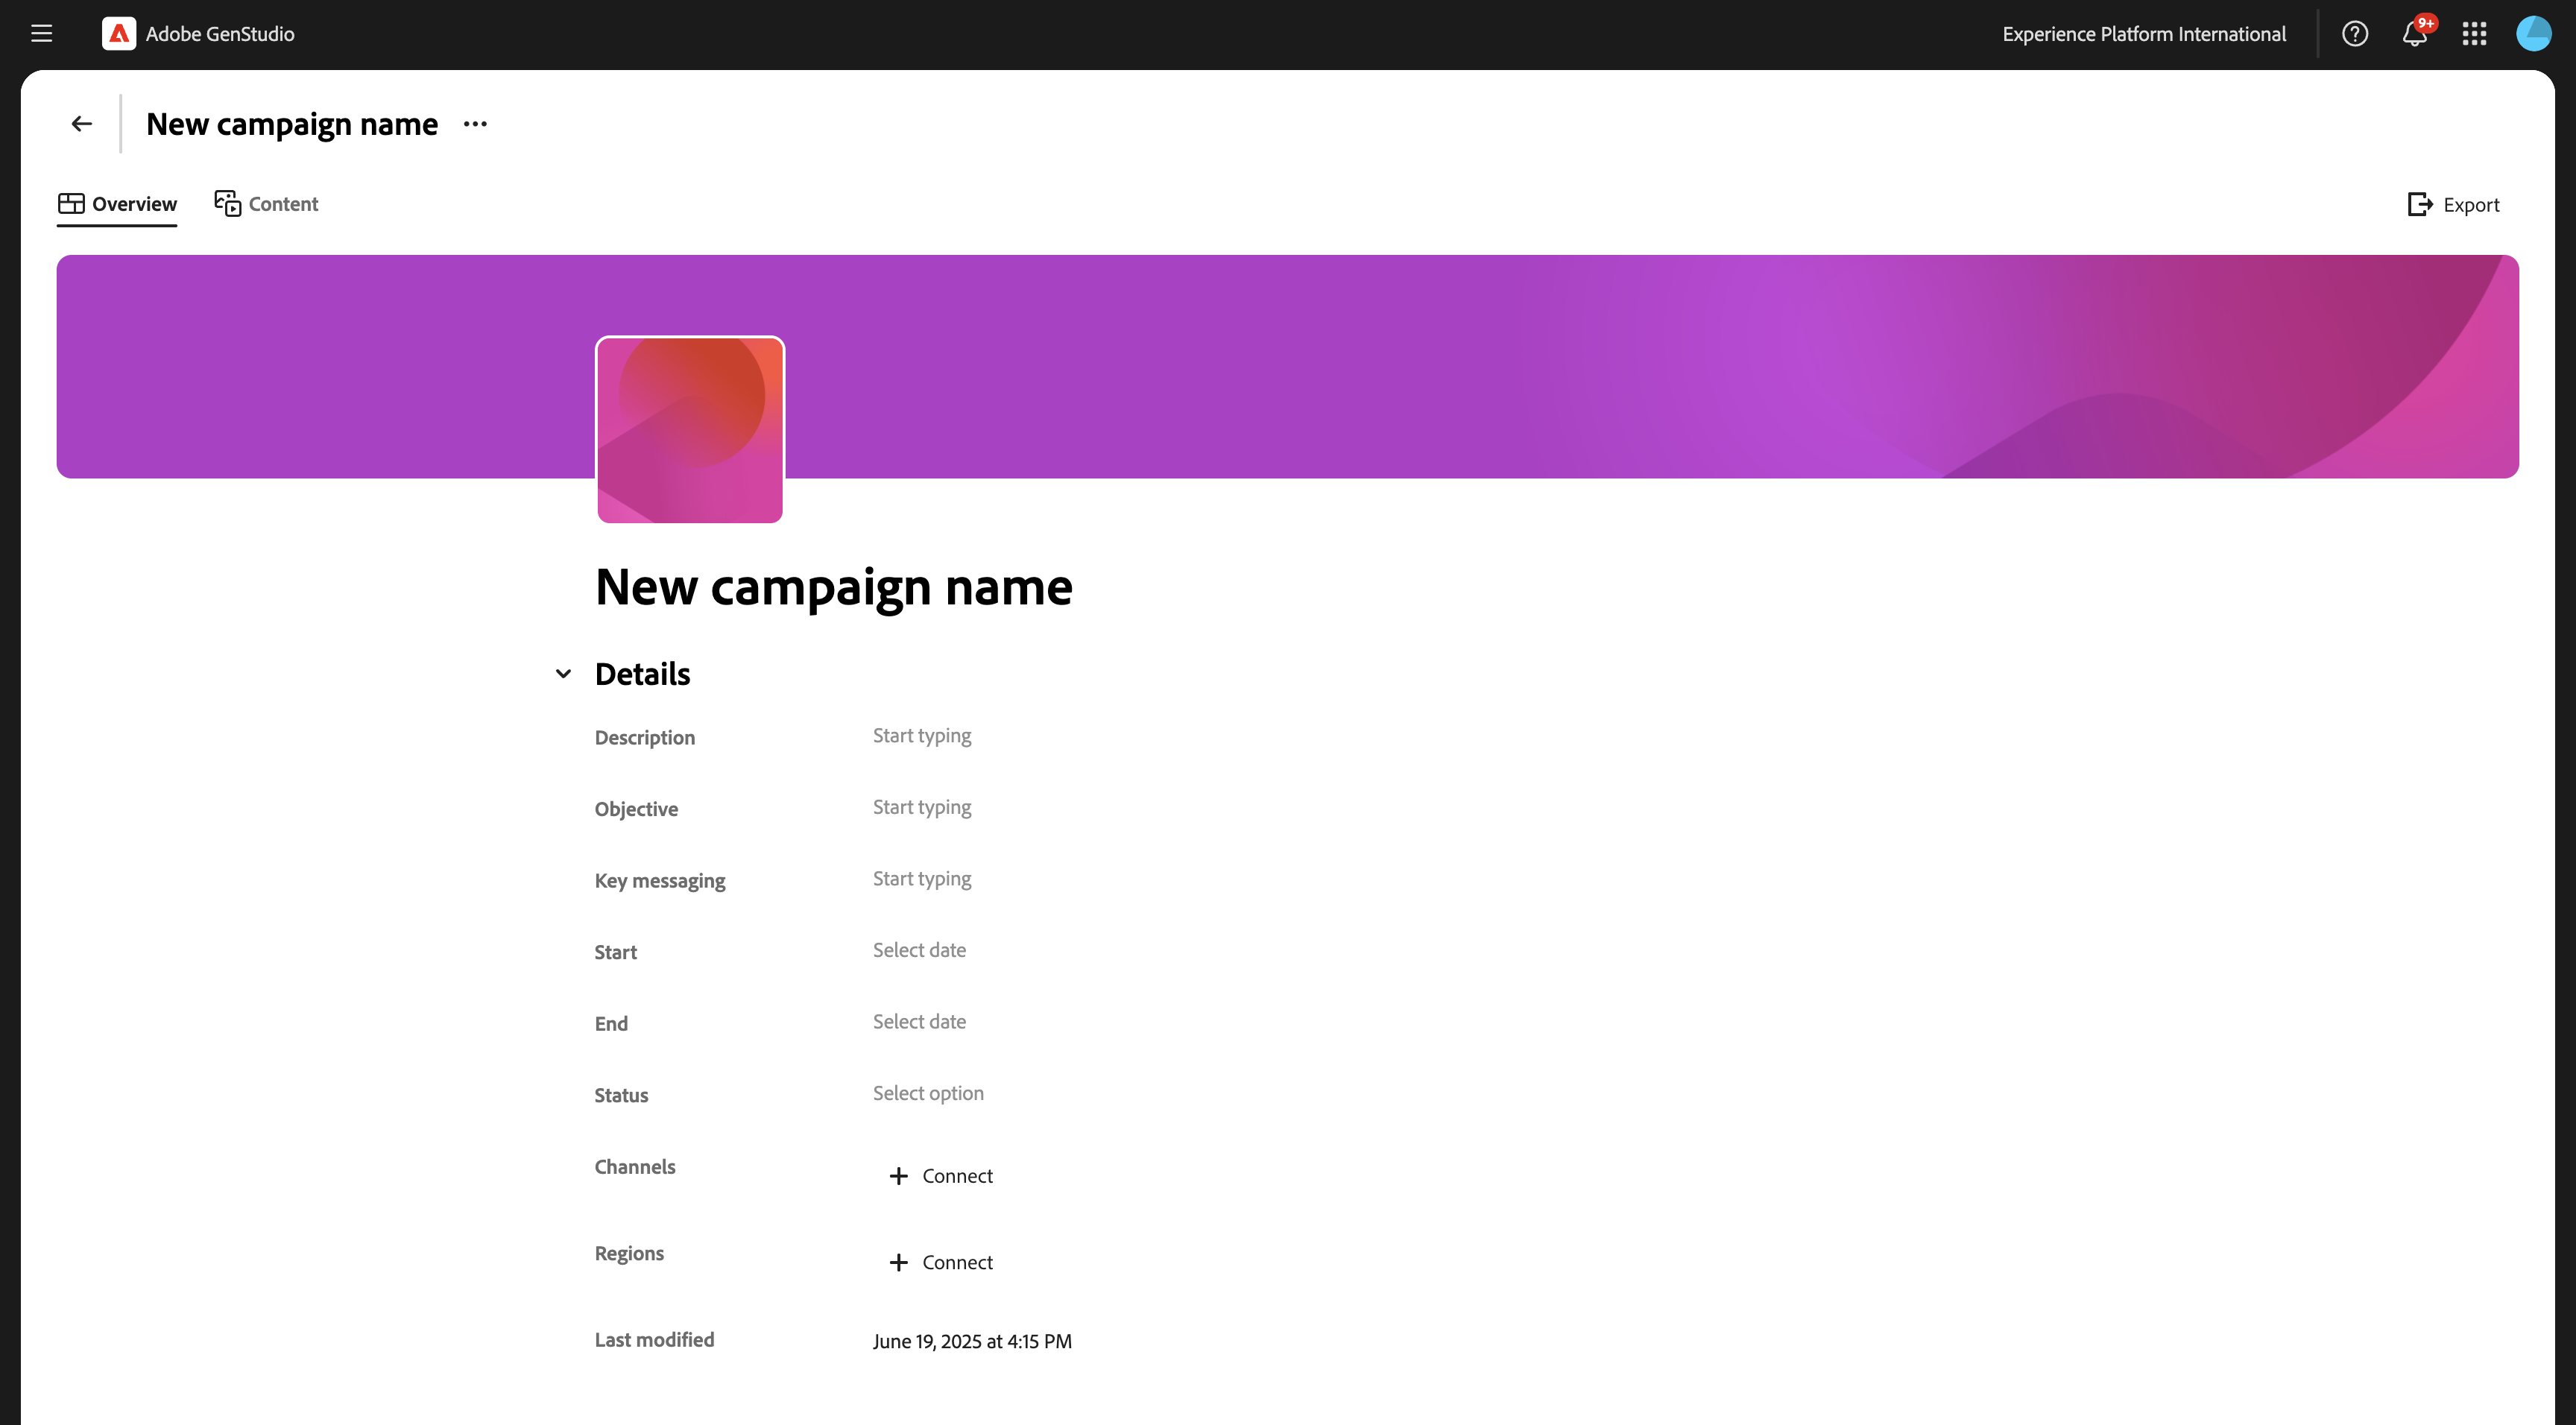 Adobe GenStudio
Experience Platform International
9+
New campaign name
Overview
Content
Export
New campaign name
Details
Description
Start typing
Objective
Start typing
Key messaging
Start typing
Start
Select date
End
Select date
Status
Select option
Channels
Connect
Regions
Connect
Last modified
June 19, 2025 at 4:15 PM